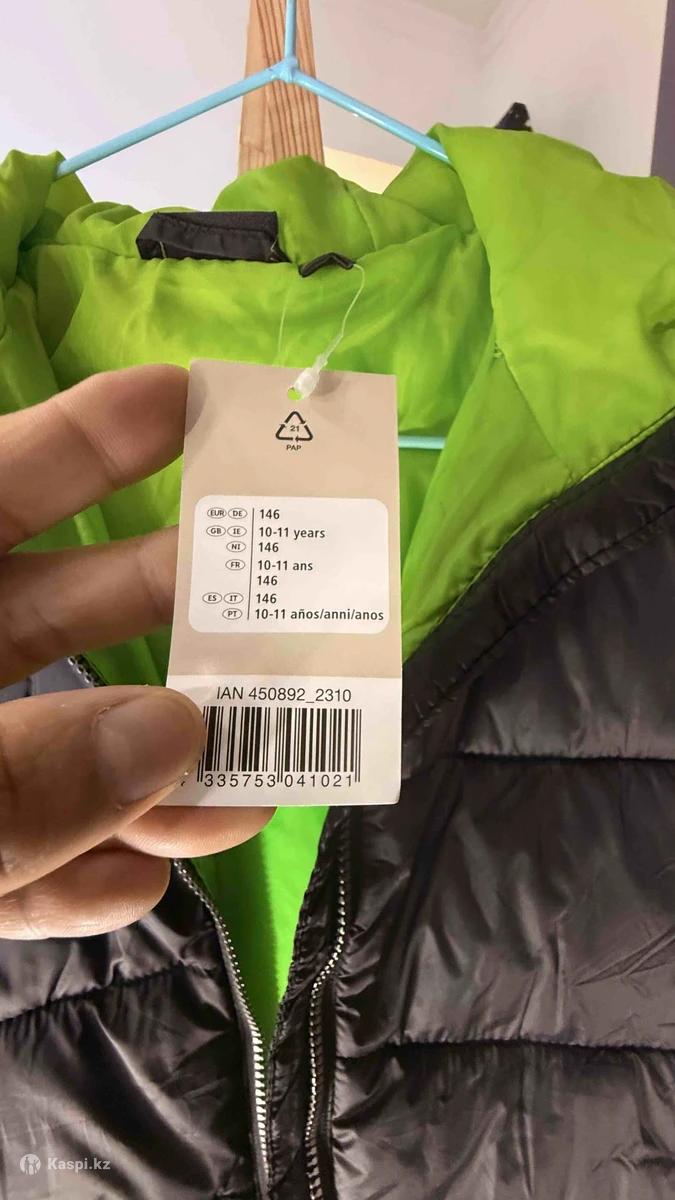 21
PAP
EUR DE 146
GB IE 10-11 years
NI 146
FR 10-11 ans
146
ES IT 146
PT 10-11 años/anni/anos
IAN 450892_2310
335753 041021
Kaspi.kz